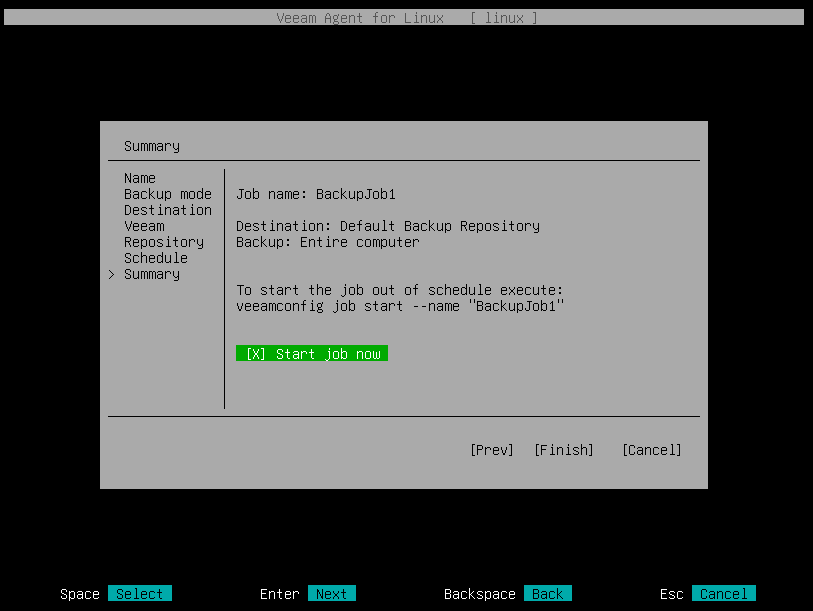 Veeam Agent for Linux [ linux ]
Summary
Name
Backup mode
Destination
Veeam
Repository
Schedule
> Summary
Job name: BackupJob1
Destination: Default Backup Repository
Backup: Entire computer
To start the job out of schedule execute:
veeamconfig job start --name "BackupJob1"
[X] Start job now
[Prev] [Finish] [Cancel]
Space Select Enter Next Backspace Back Esc Cancel